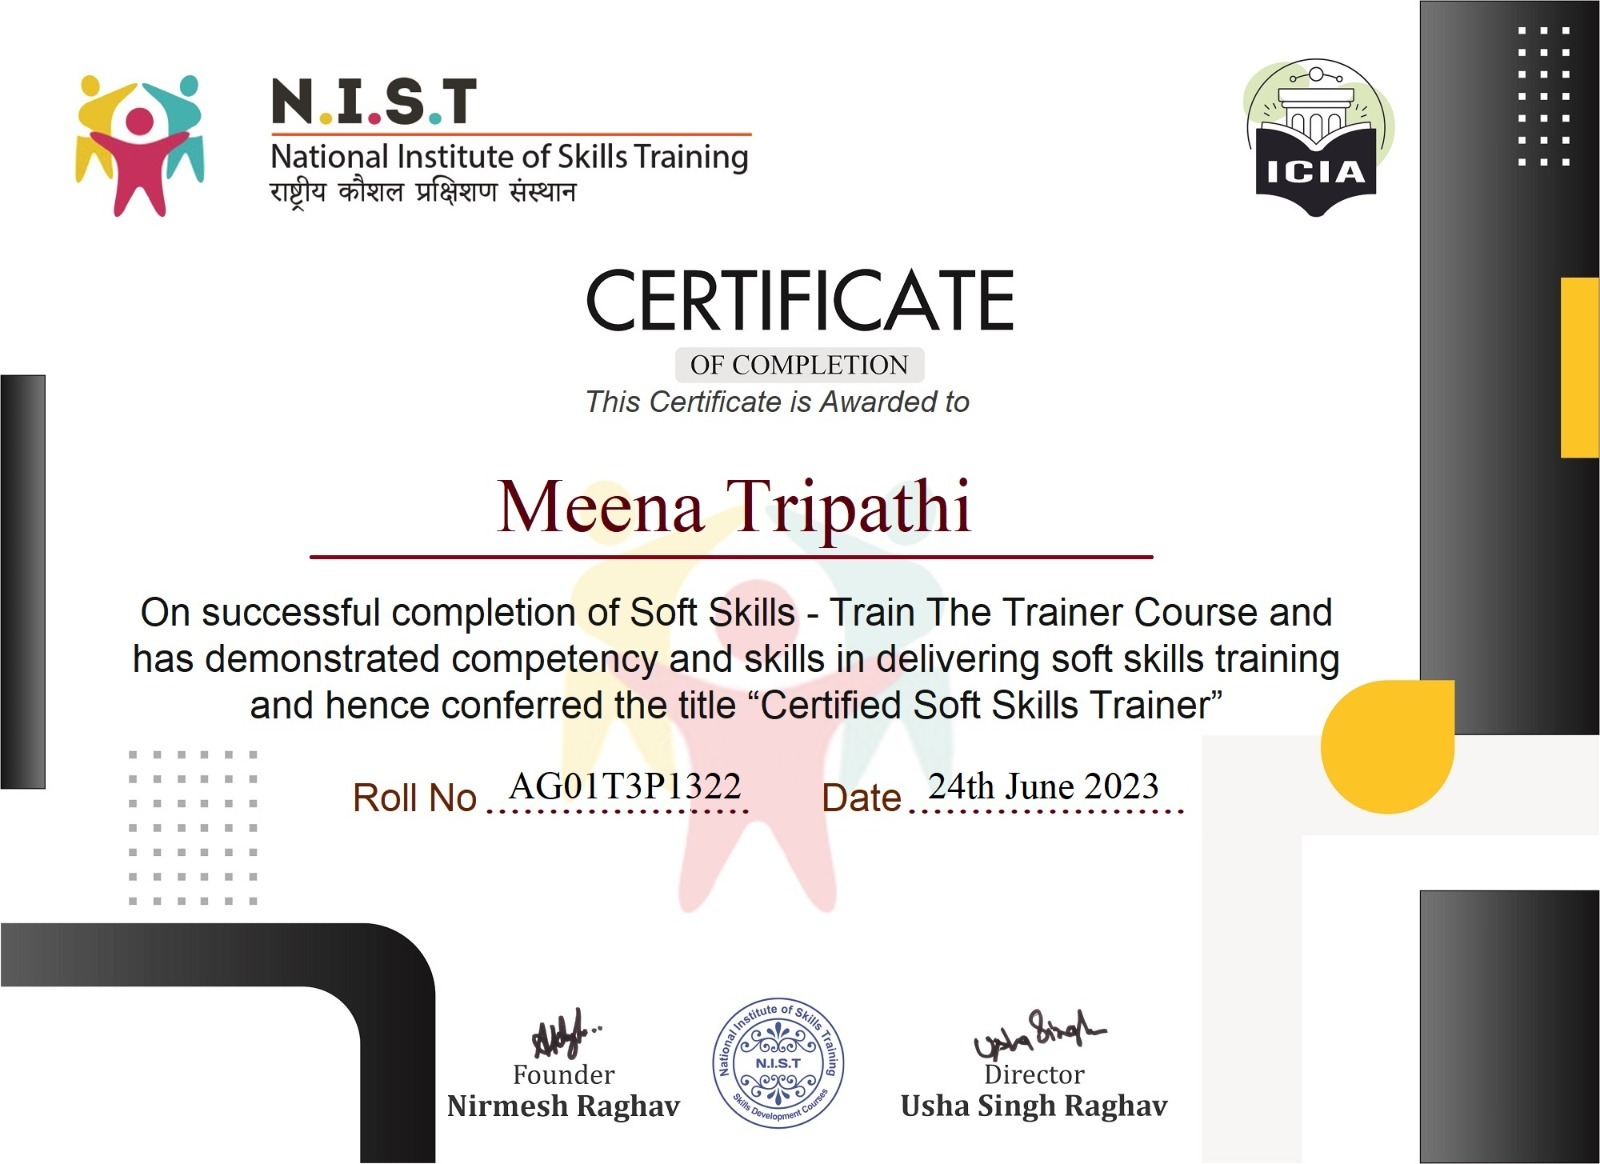 N.I.S.T
National Institute of Skills Training
राष्ट्रीय कौशल प्रक्षिशण संस्थान
ICIA
CERTIFICATE
OF COMPLETION
This Certificate is Awarded to
Meena Tripathi
On successful completion of Soft Skills - Train The Trainer Course and
has demonstrated competency and skills in delivering soft skills training
and hence conferred the title “Certified Soft Skills Trainer”
Roll No AG01T3P1322 Date 24th June 2023
Usha Singh
Founder
Nirmesh Raghav
National Institute of Skills Training
N.I.S.T
Skills Development Courses
Director
Usha Singh Raghav